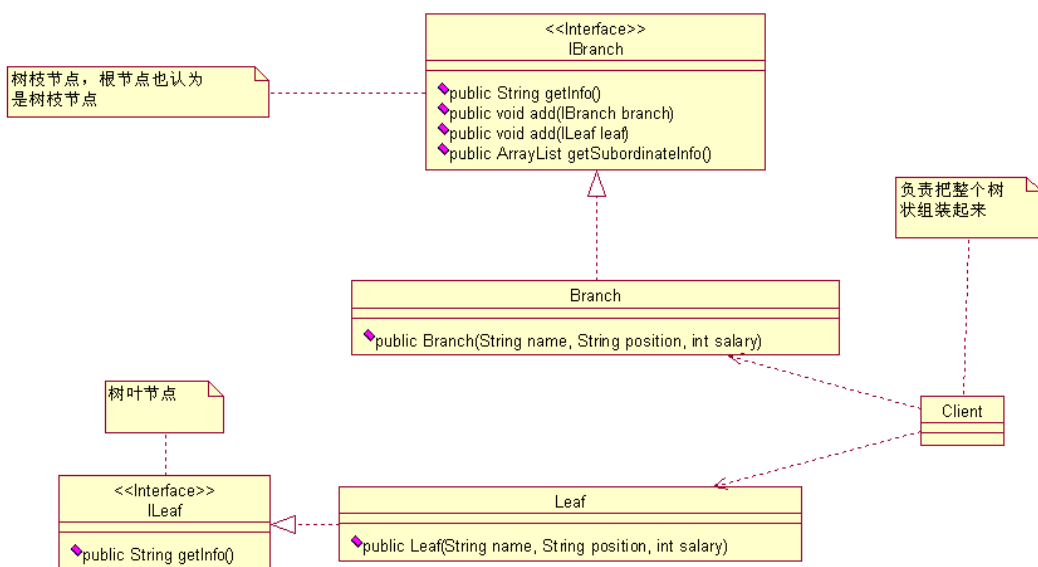 <<Interface>>
IBranch
public String getInfo()
public void add(IBranch branch)
public void add(ILeaf leaf)
public ArrayList getSubordinateInfo()
树枝节点，根节点也认为
是树枝节点
负责把整个树
状组装起来
Branch
public Branch(String name, String position, int salary)
树叶节点
Client
<<Interface>>
ILeaf
public String getInfo()
Leaf
public Leaf(String name, String position, int salary)